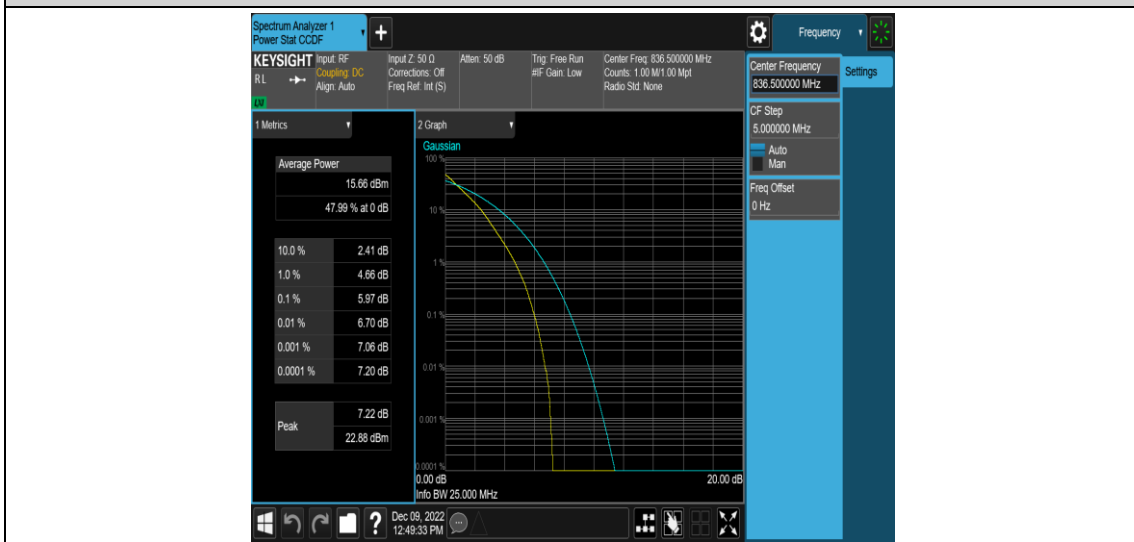 Spectrum Analyzer 1
Power Stat CCDF
+
Frequency
KEYSIGHT
Input: RF
Coupling: DC
Align: Auto
RL
Input Z: 50 Ω
Corrections: Off
Freq Ref: Int (S)
Atten: 50 dB
Trig: Free Run
#IF Gain: Low
Center Freq: 836.500000 MHz
Counts: 1.00 M/1.00 Mpt
Radio Std: None
Center Frequency
836.500000 MHz
Settings
CF Step
5.000000 MHz
Auto
Man
Freq Offset
0 Hz
1 Metrics
Average Power
15.66 dBm
47.99 % at 0 dB
10.0 % 2.41 dB
1.0 % 4.66 dB
0.1 % 5.97 dB
0.01 % 6.70 dB
0.001 % 7.06 dB
0.0001 % 7.20 dB
Peak
7.22 dB
22.88 dBm
2 Graph
Gaussian
100 %
10 %
1 %
0.1 %
0.01 %
0.001 %
0.0001 %
0.00 dB 20.00 dB
Info BW 25.000 MHz
?
Dec 09, 2022
12:49:33 PM